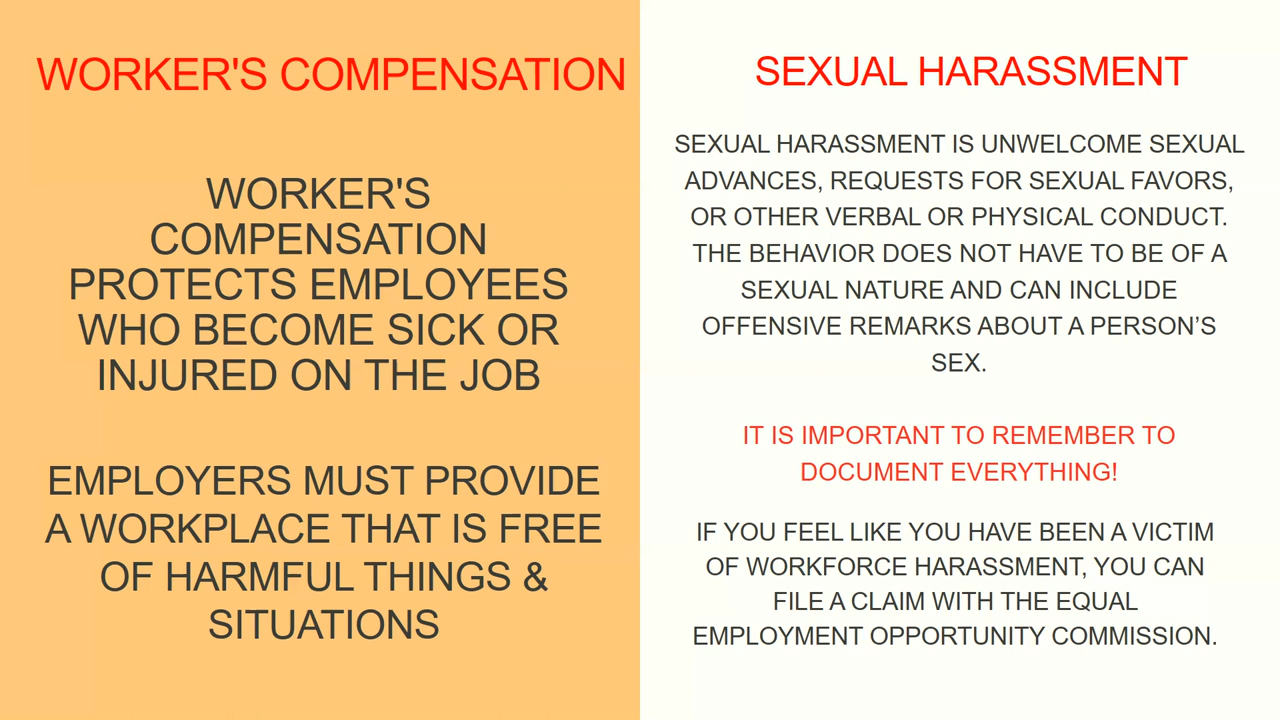 WORKER'S COMPENSATION
WORKER'S
COMPENSATION
PROTECTS EMPLOYEES
WHO BECOME SICK OR
INJURED ON THE JOB
EMPLOYERS MUST PROVIDE
A WORKPLACE THAT IS FREE
OF HARMFUL THINGS &
SITUATIONS
SEXUAL HARASSMENT
SEXUAL HARASSMENT IS UNWELCOME SEXUAL
ADVANCES, REQUESTS FOR SEXUAL FAVORS,
OR OTHER VERBAL OR PHYSICAL CONDUCT.
THE BEHAVIOR DOES NOT HAVE TO BE OF A
SEXUAL NATURE AND CAN INCLUDE
OFFENSIVE REMARKS ABOUT A PERSON’S
SEX.
IT IS IMPORTANT TO REMEMBER TO
DOCUMENT EVERYTHING!
IF YOU FEEL LIKE YOU HAVE BEEN A VICTIM
OF WORKFORCE HARASSMENT, YOU CAN
FILE A CLAIM WITH THE EQUAL
EMPLOYMENT OPPORTUNITY COMMISSION.